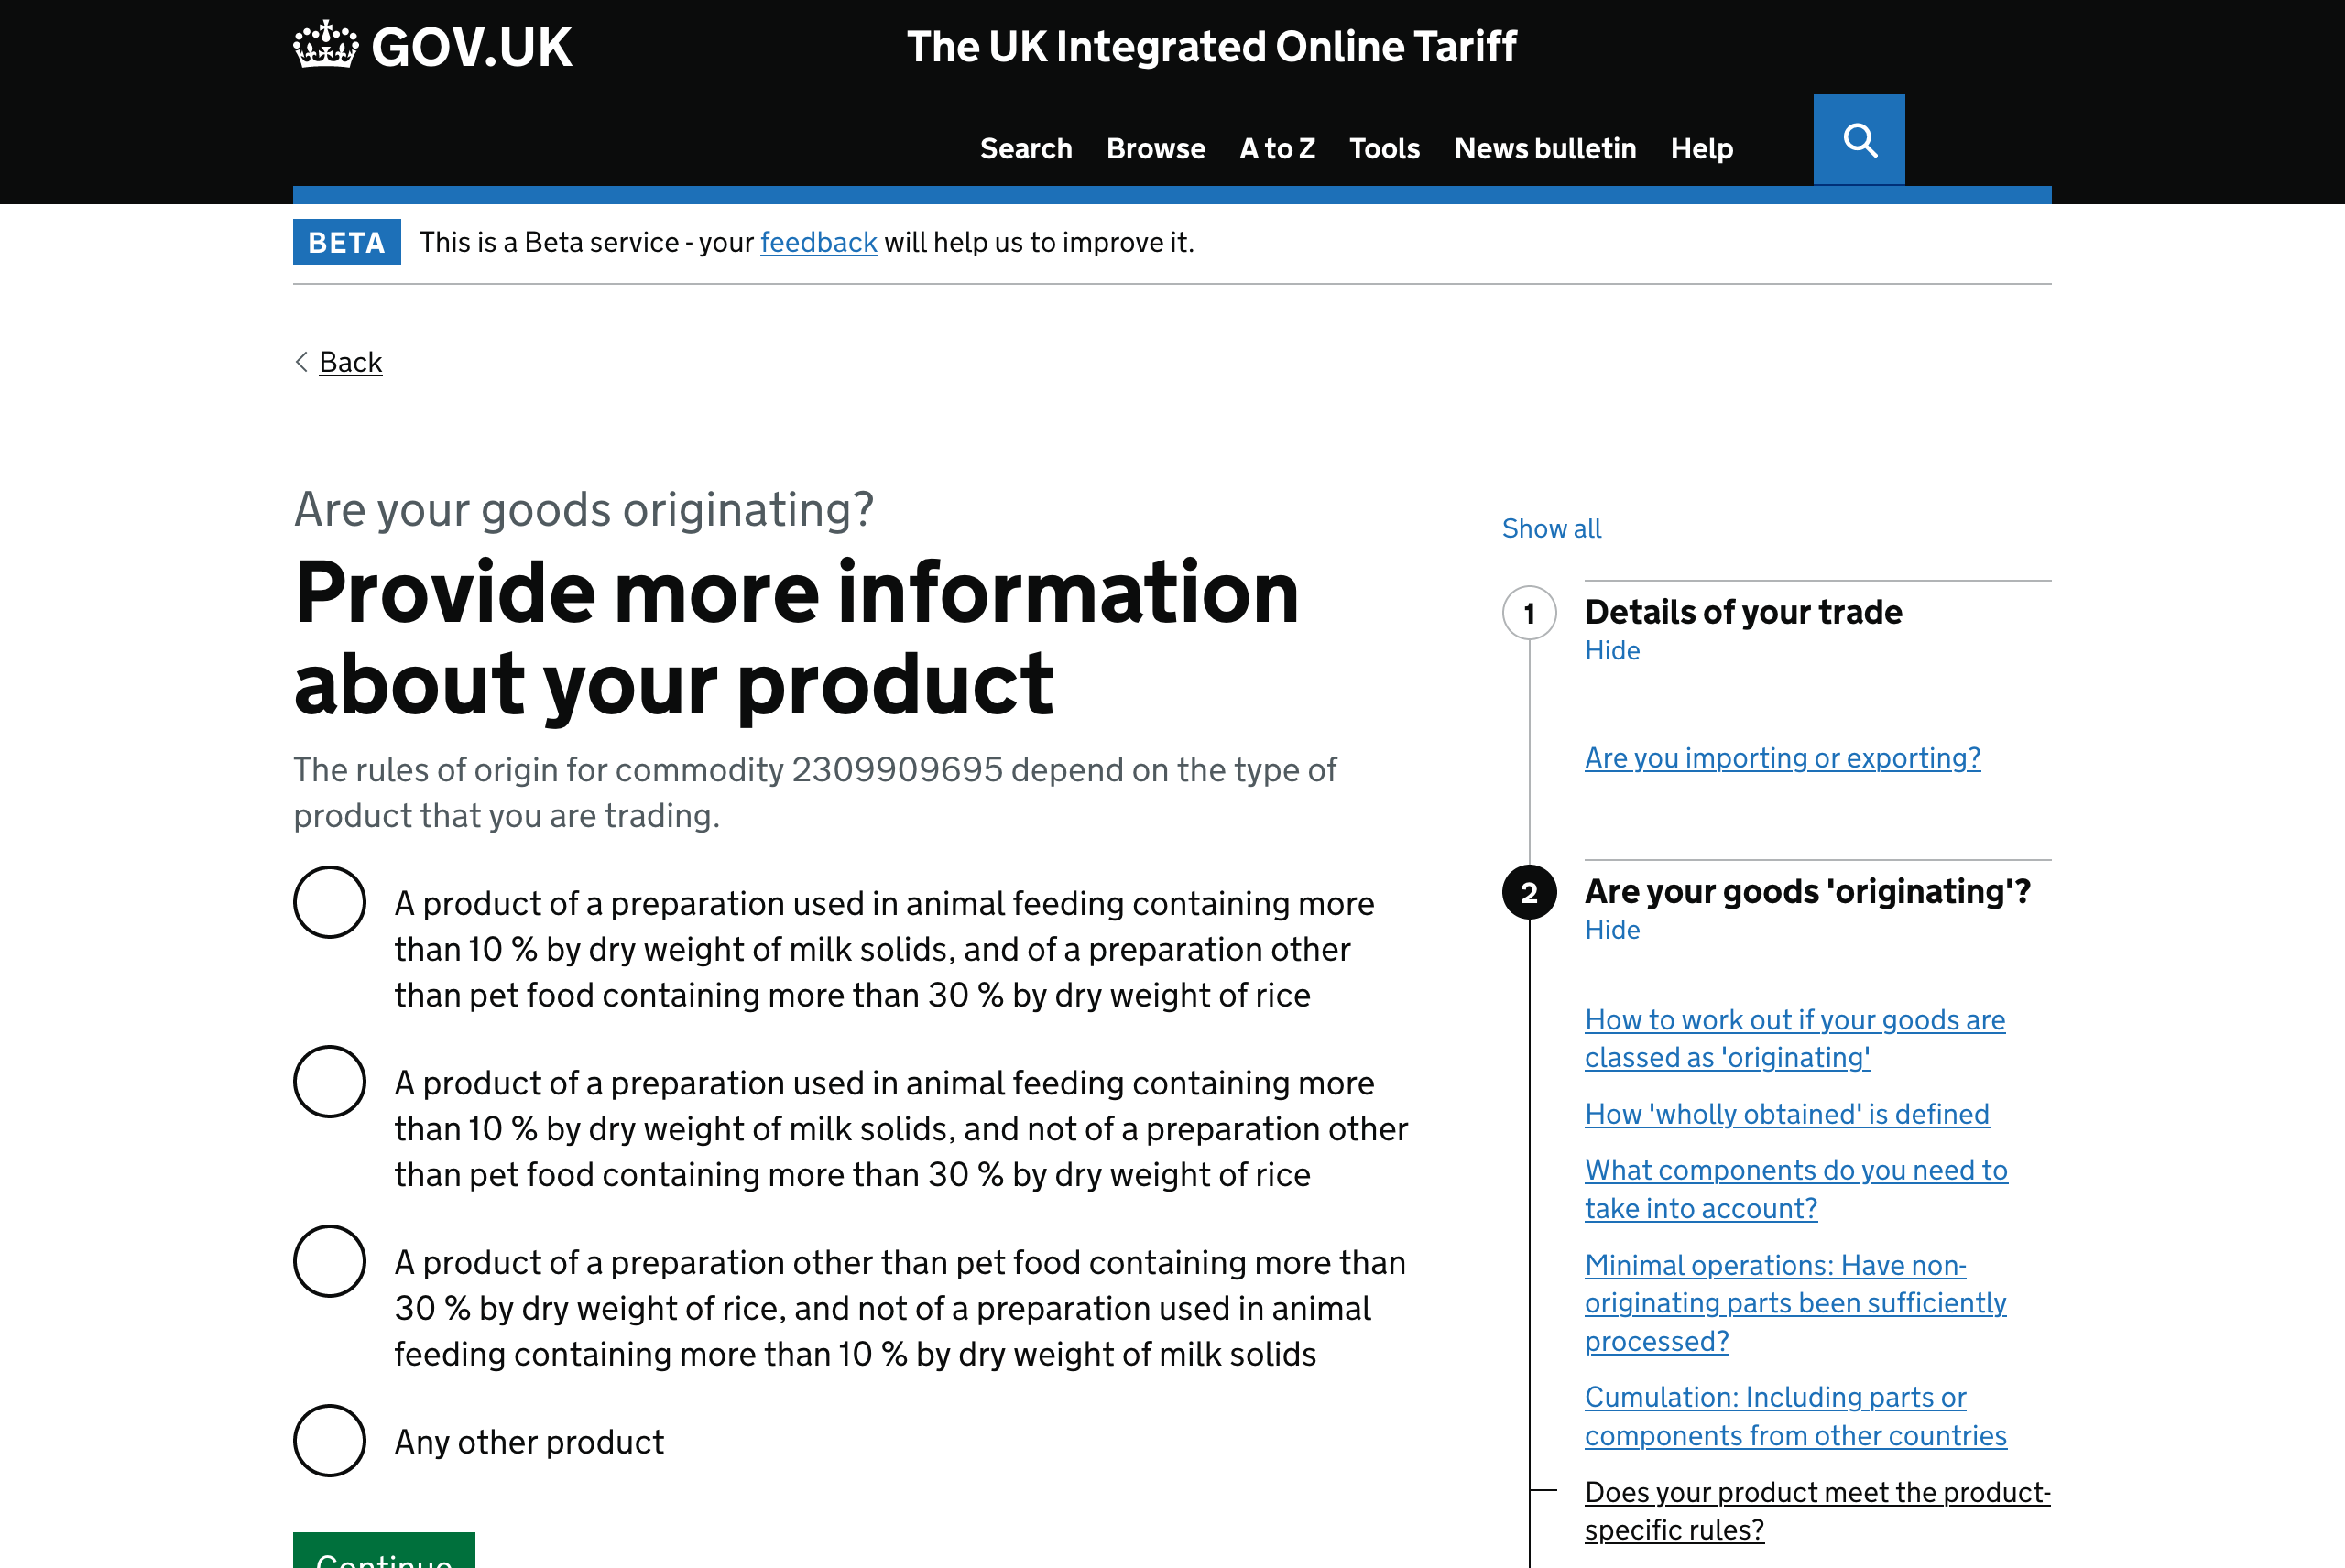 GOV.UK
The UK Integrated Online Tariff
Search Browse A to Z Tools News bulletin Help
BETA This is a Beta service - your feedback will help us to improve it.
Back
Are your goods originating?
Provide more information
about your product
The rules of origin for commodity 2309909695 depend on the type of
product that you are trading.
A product of a preparation used in animal feeding containing more
than 10 % by dry weight of milk solids, and of a preparation other
than pet food containing more than 30 % by dry weight of rice
A product of a preparation used in animal feeding containing more
than 10 % by dry weight of milk solids, and not of a preparation other
than pet food containing more than 30 % by dry weight of rice
A product of a preparation other than pet food containing more than
30 % by dry weight of rice, and not of a preparation used in animal
feeding containing more than 10 % by dry weight of milk solids
Any other product
Continue
Show all
1 Details of your trade
Hide
Are you importing or exporting?
2 Are your goods 'originating'?
Hide
How to work out if your goods are
classed as 'originating'
How 'wholly obtained' is defined
What components do you need to
take into account?
Minimal operations: Have non-
originating parts been sufficiently
processed?
Cumulation: Including parts or
components from other countries
Does your product meet the product-
specific rules?